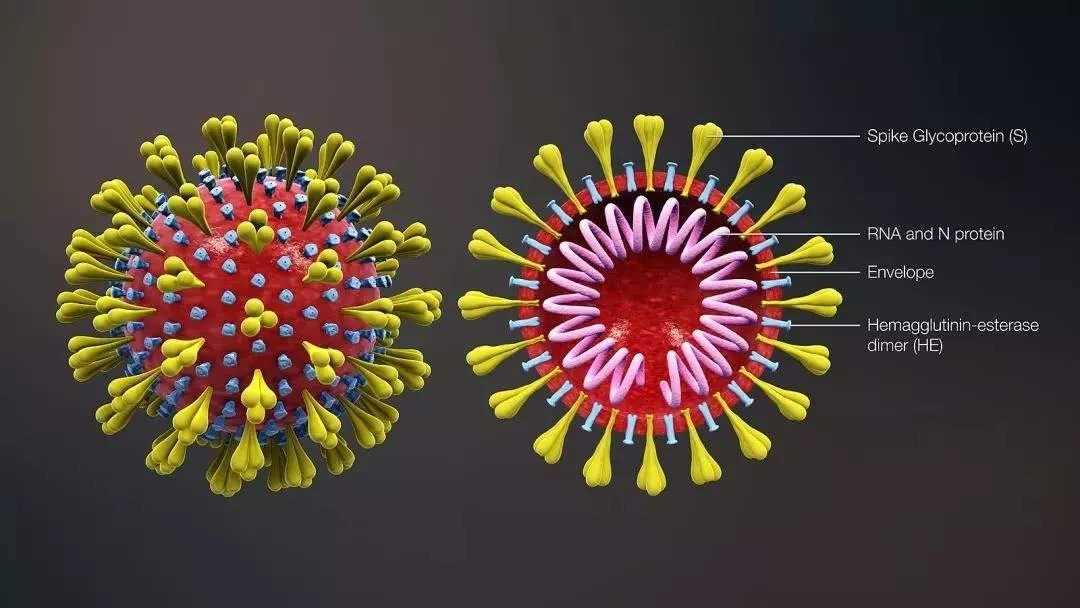 Spike Glycoprotein (S)
RNA and N protein
Envelope
Hemagglutinin-esterase
dimer (HE)